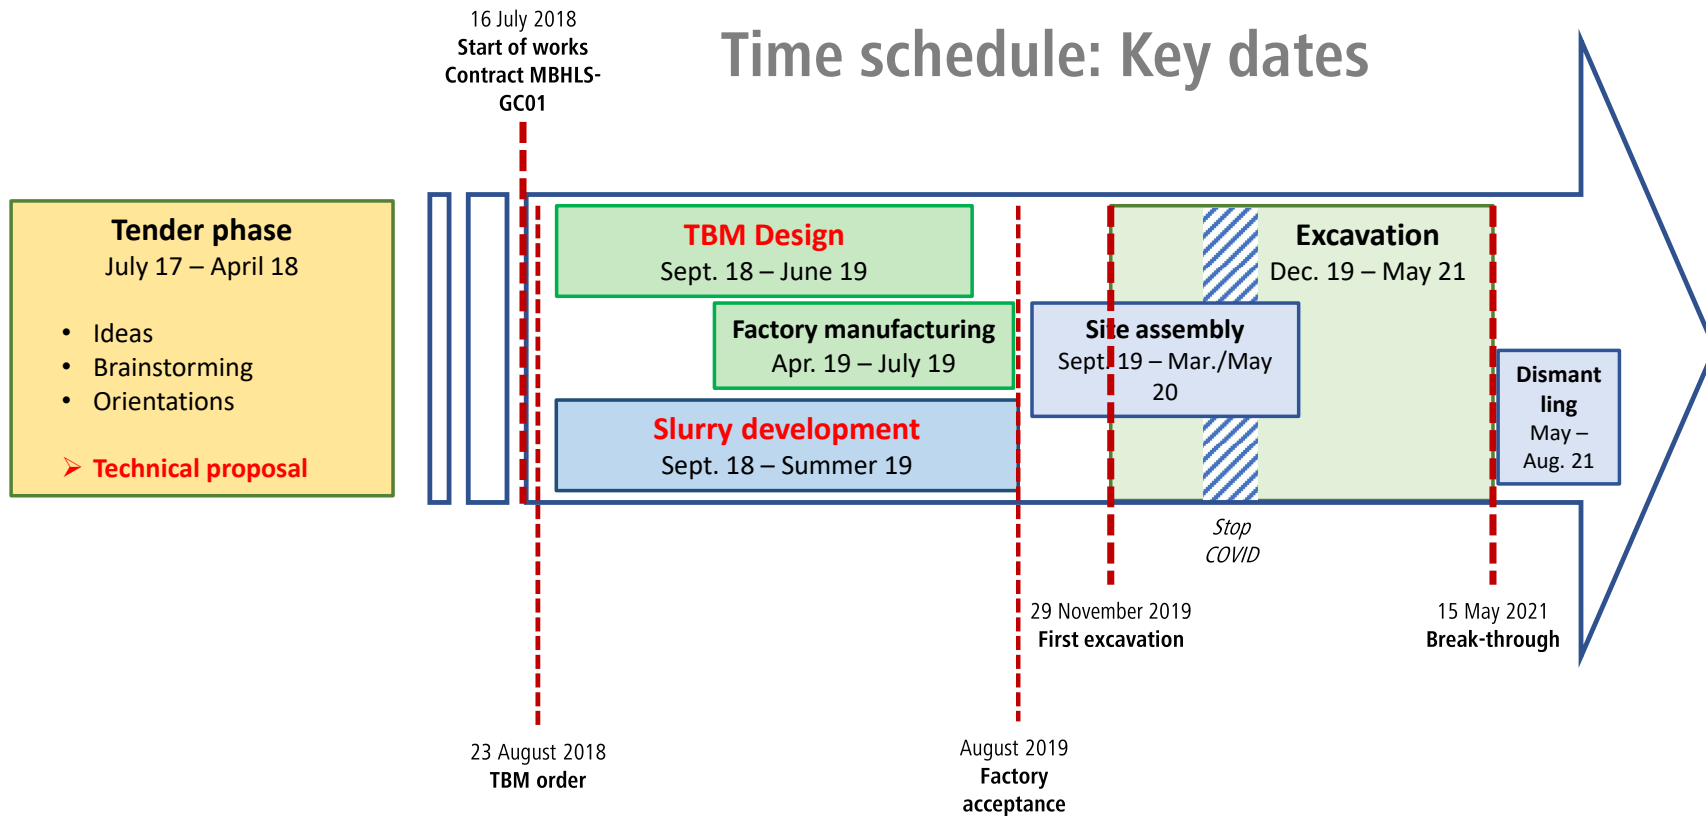 16 July 2018
Start of works
Contract MBHLS-
GC01
Time schedule: Key dates
Tender phase
July 17 – April 18
• Ideas
• Brainstorming
• Orientations
➢ Technical proposal
TBM Design
Sept. 18 – June 19
Factory manufacturing
Apr. 19 – July 19
Slurry development
Sept. 18 – Summer 19
Site assembly
Sept. 19 – Mar./May
20
Excavation
Dec. 19 – May 21
Dismant
ling
May –
Aug. 21
Stop
COVID
29 November 2019
First excavation
15 May 2021
Break-through
23 August 2018
TBM order
August 2019
Factory
acceptance